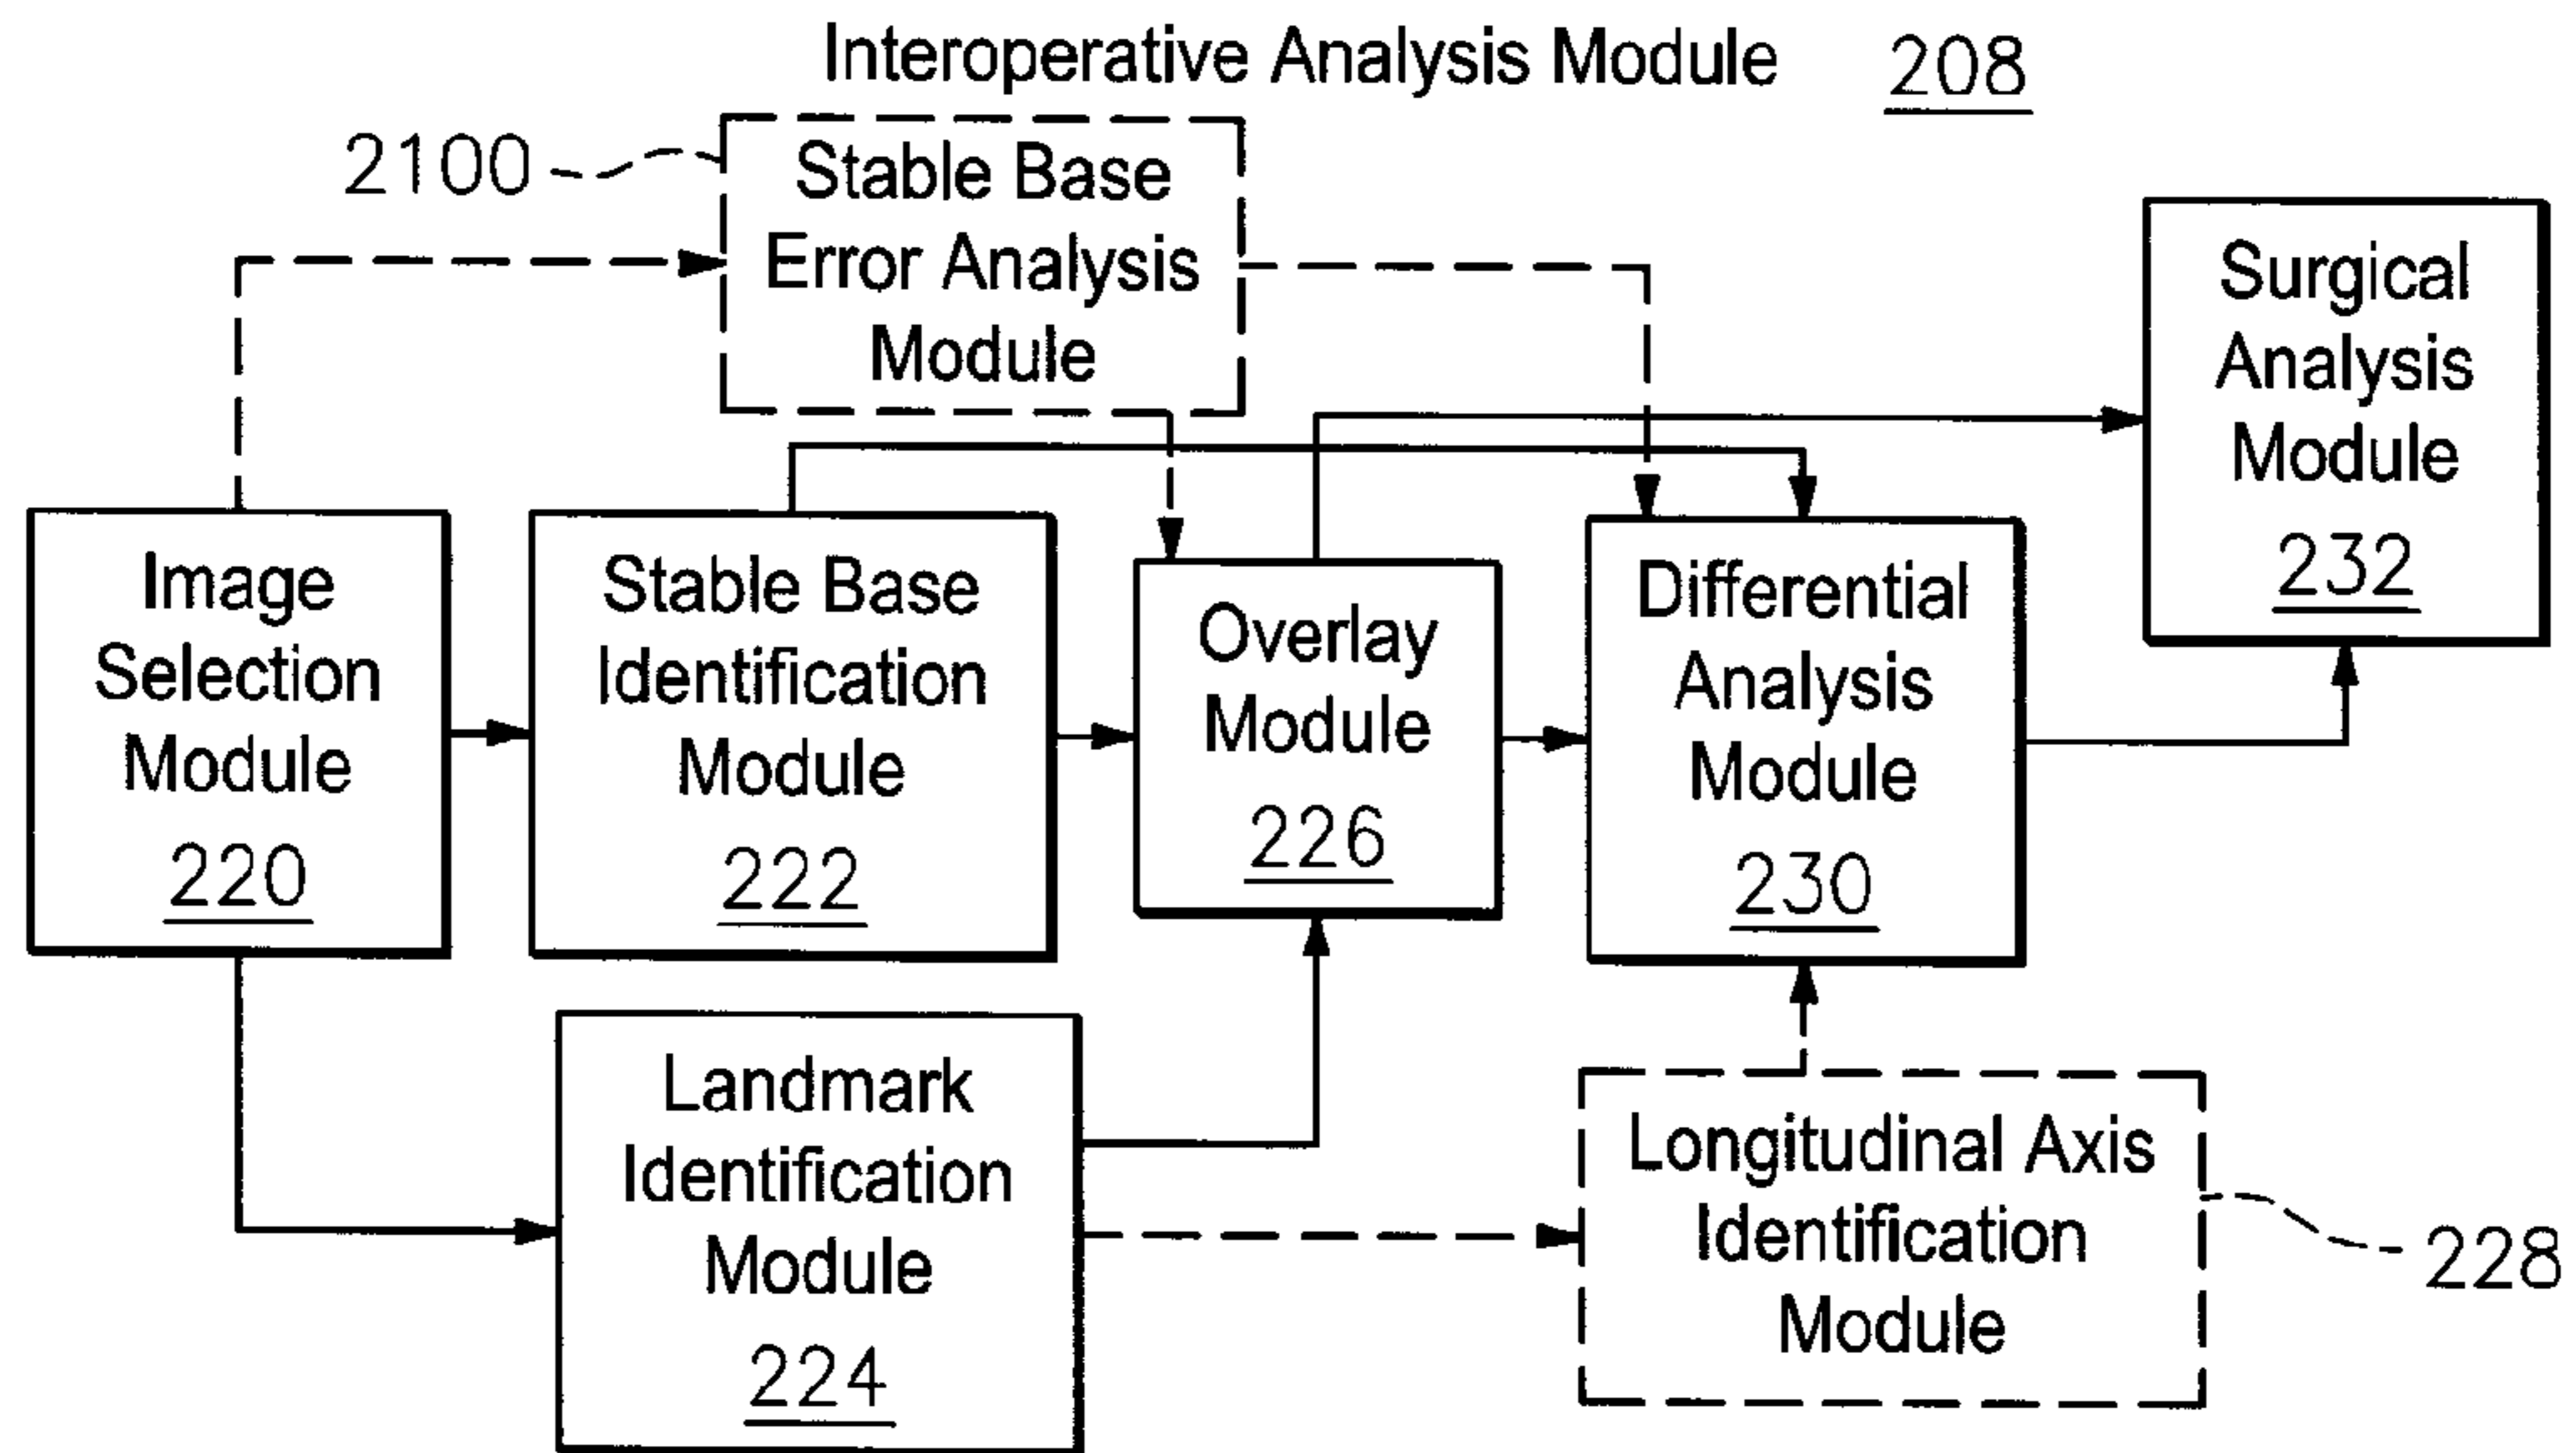 Interoperative Analysis Module 208
2100
Stable Base
Error Analysis
Module
Surgical
Analysis
Module
232
Image
Selection
Module
220
Stable Base
Identification
Module
222
Overlay
Module
226
Differential
Analysis
Module
230
Landmark
Identification
Module
224
Longitudinal Axis
Identification
Module
228